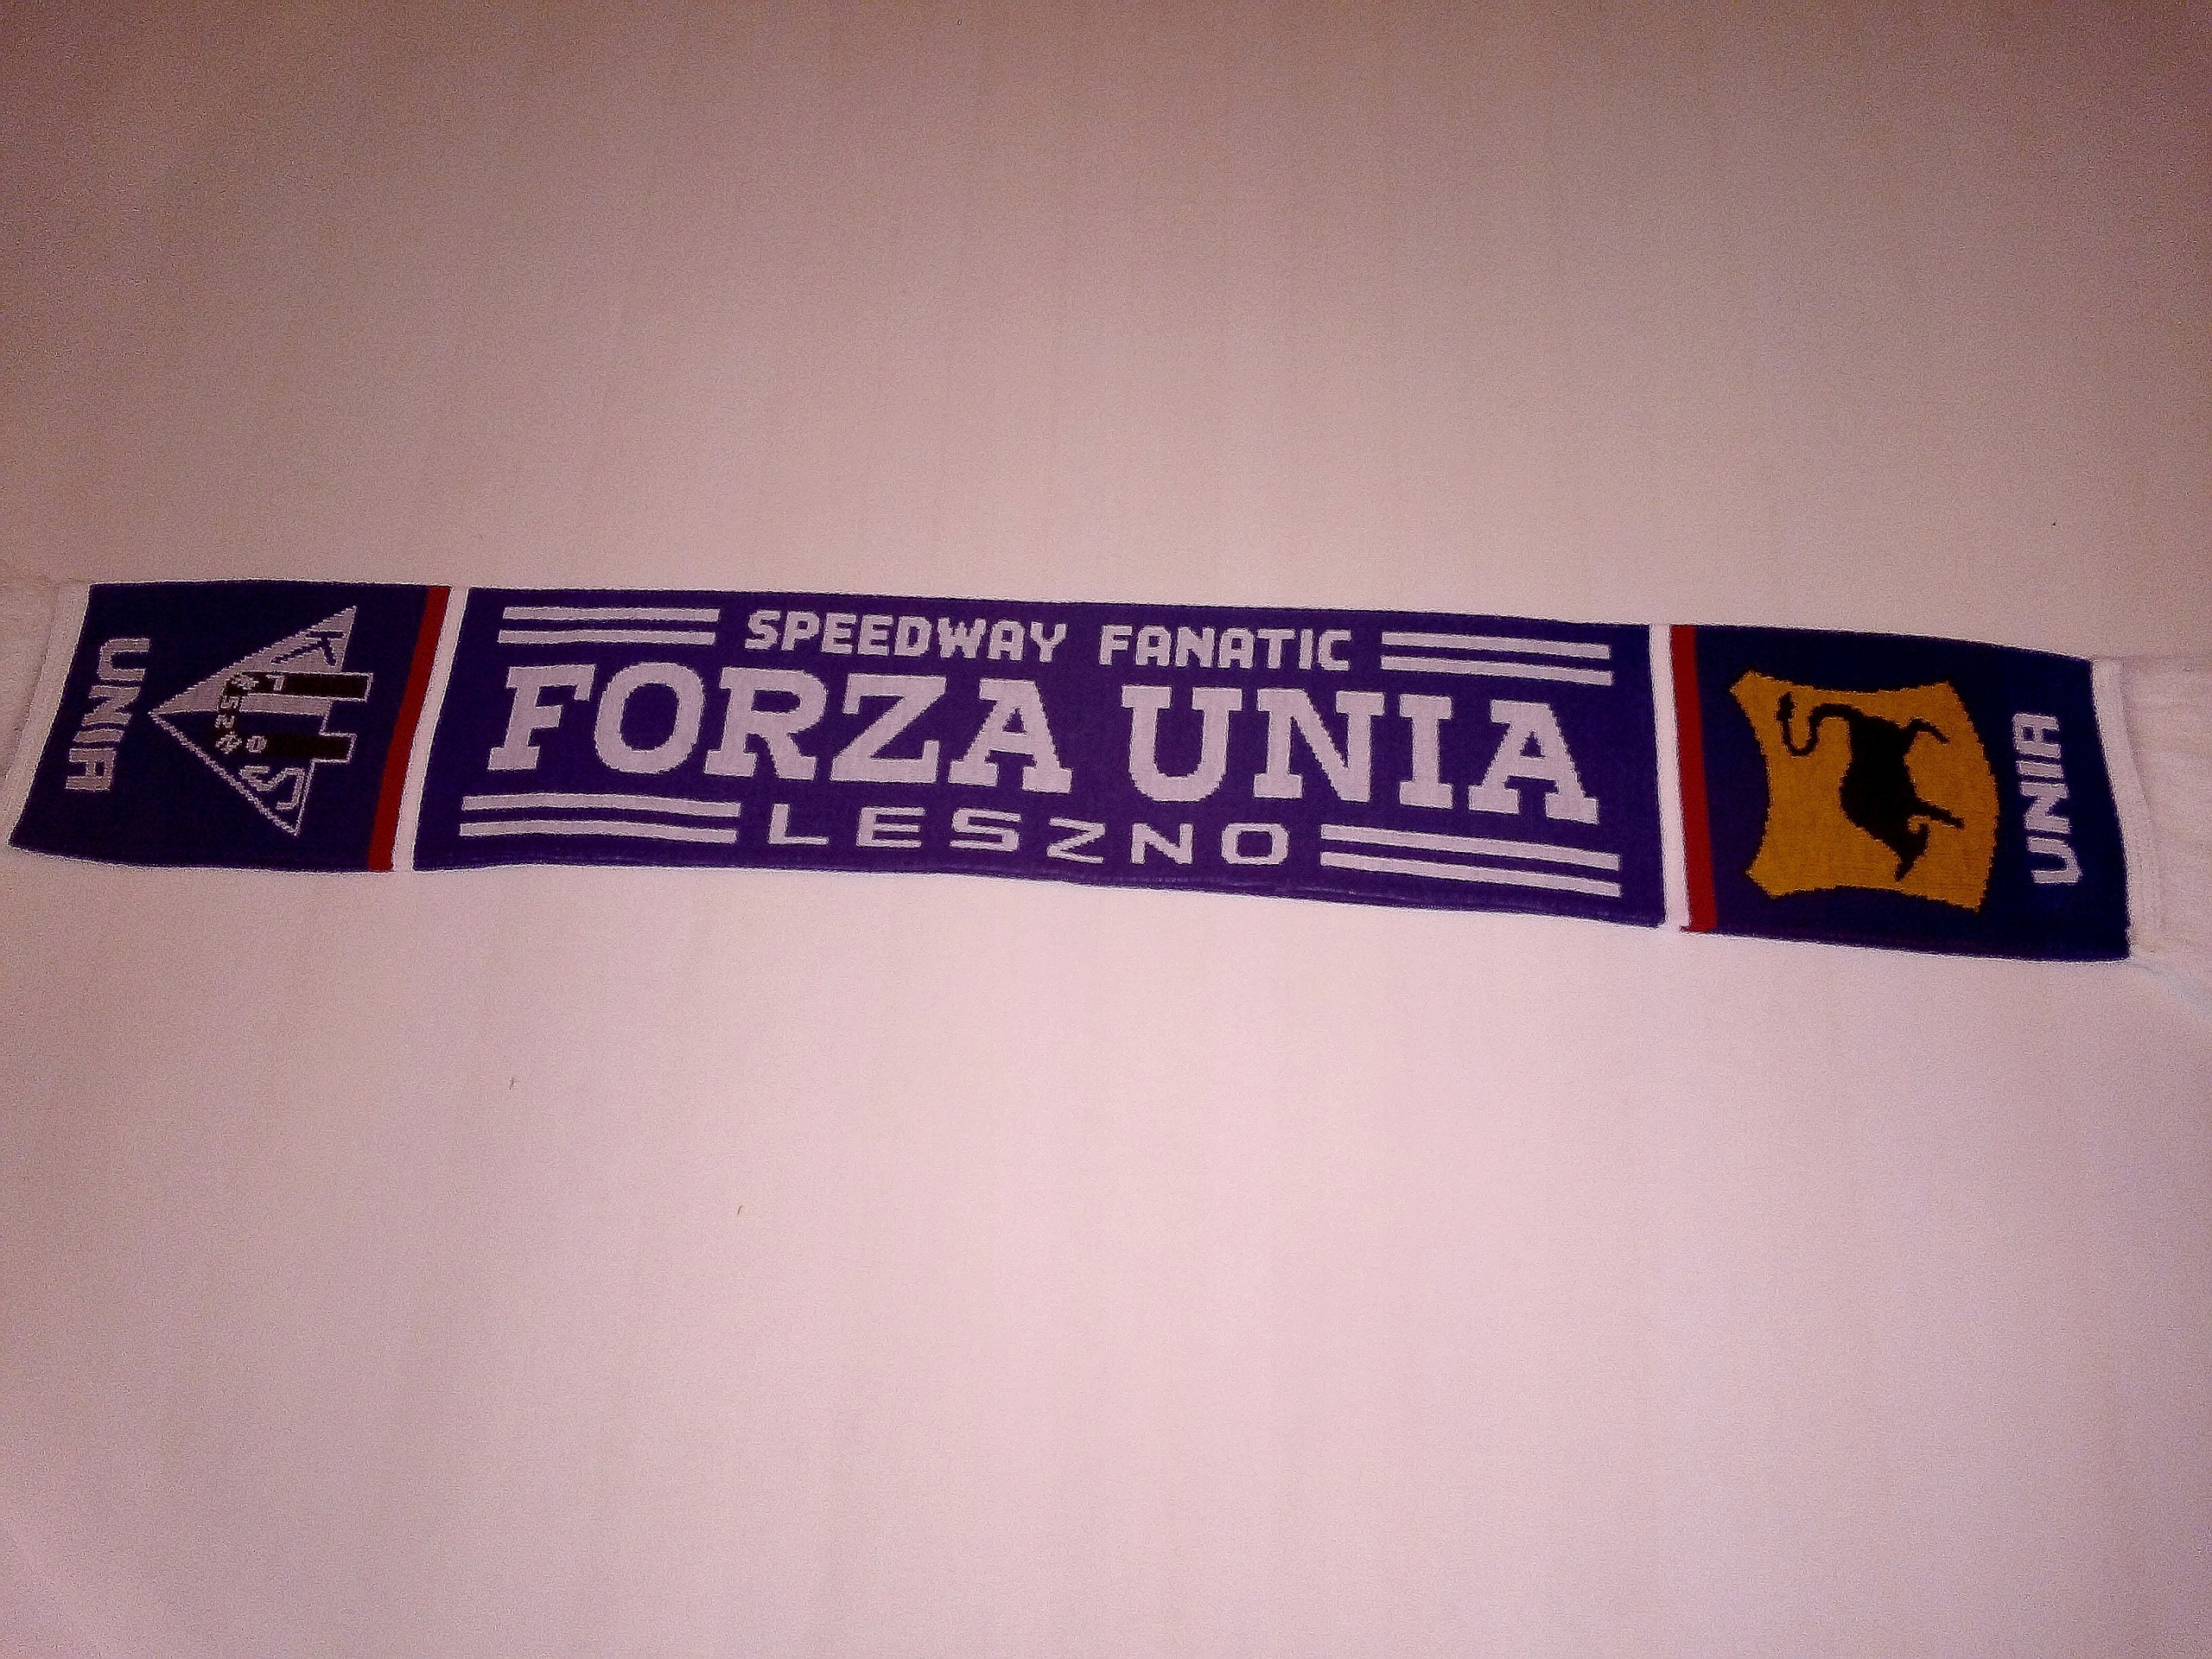 UNIA
SPEEDWAY FANATIC
FORZA UNIA
LESZNO
UNIA